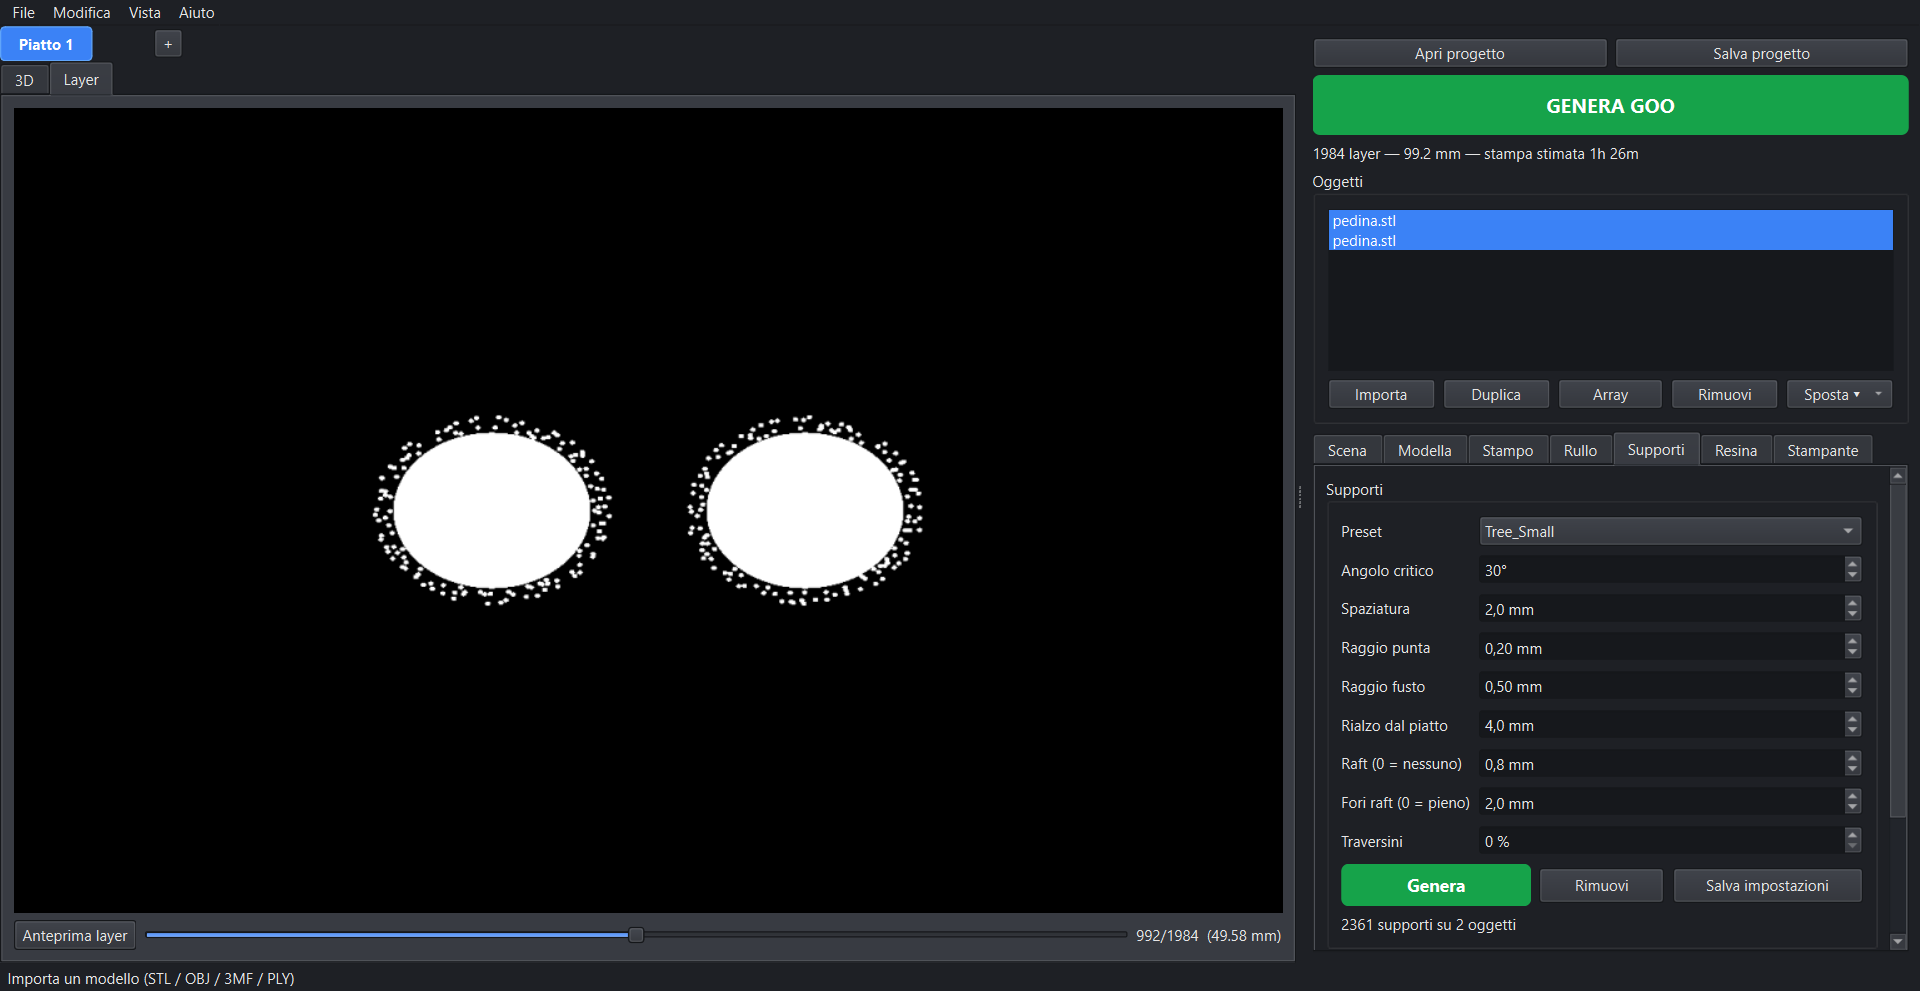 File Modifica Vista Aiuto
Piatto 1 +
3D Layer
Anteprima layer 992/1984 (49.58 mm)
Importa un modello (STL / OBJ / 3MF / PLY)
Apri progetto Salva progetto
GENERA GOO
1984 layer — 99.2 mm — stampa stimata 1h 26m
Oggetti
pedina.stl
pedina.stl
Importa Duplica Array Rimuovi Sposta ▾
Scena Modella Stampo Rullo Supporti Resina Stampante
Supporti
Preset Tree_Small
Angolo critico 30°
Spaziatura 2,0 mm
Raggio punta 0,20 mm
Raggio fusto 0,50 mm
Rialzo dal piatto 4,0 mm
Raft (0 = nessuno) 0,8 mm
Fori raft (0 = pieno) 2,0 mm
Traversini 0 %
Genera Rimuovi Salva impostazioni
2361 supporti su 2 oggetti